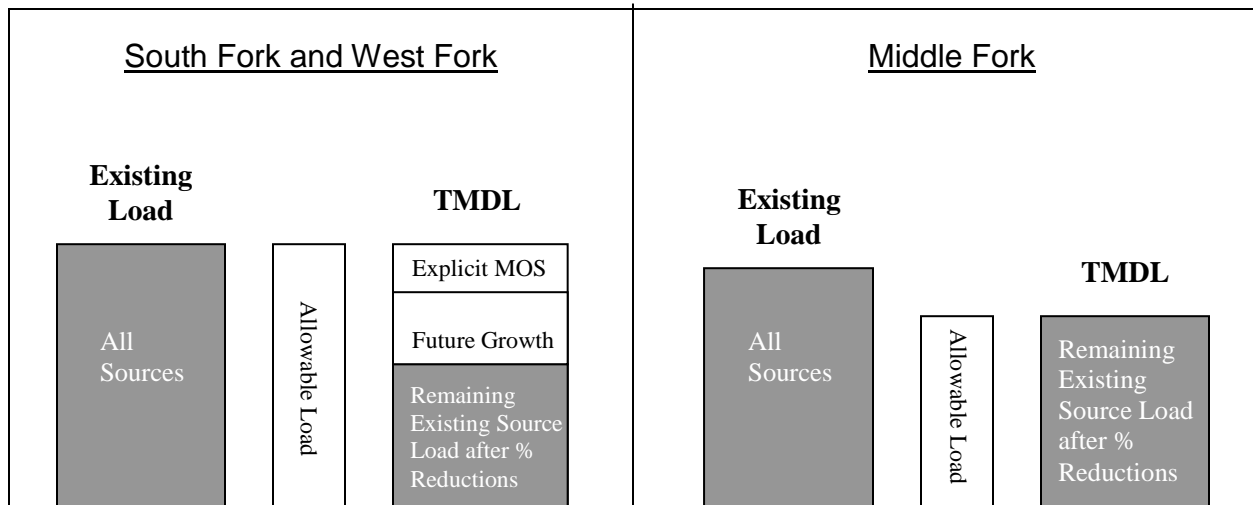 South Fork and West Fork
Existing
Load
TMDL
All
Sources
Allowable Load
Explicit MOS
Future Growth
Remaining
Existing Source
Load after %
Reductions
Middle Fork
Existing
Load
TMDL
All
Sources
Allowable Load
Remaining
Existing
Source Load
after %
Reductions